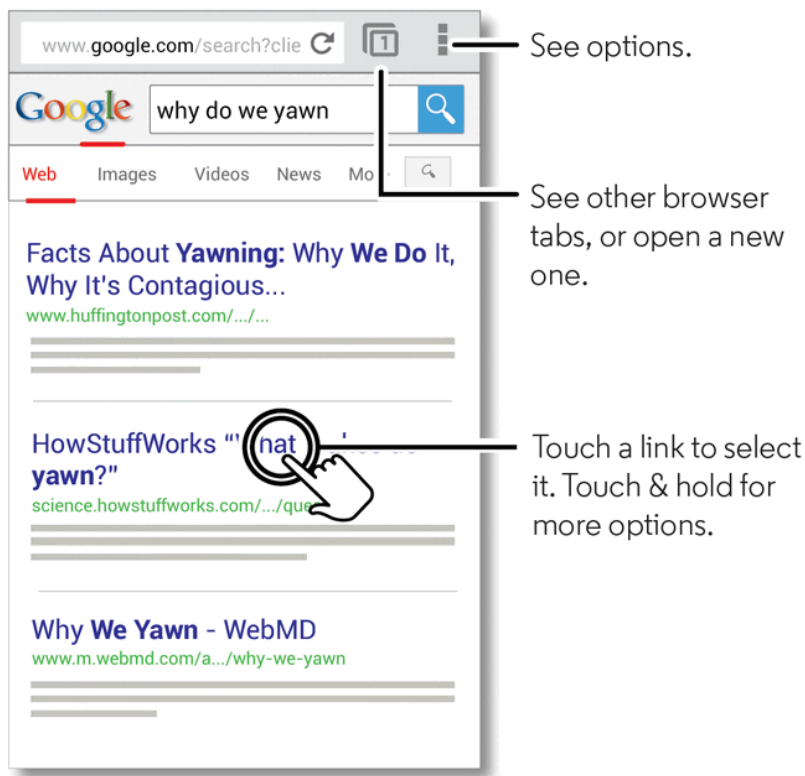 www.google.com/search?clie
1
See options.
Google
why do we yawn
Web Images Videos News
See other browser
tabs, or open a new
one.
Facts About Yawning: Why We Do It,
Why It's Contagious...
www.huffingtonpost.com/.../...
HowStuffWorks "
yawn?"
science.howstuffworks.com/.../
Touch a link to select
it. Touch & hold for
more options.
Why We Yawn - WebMD
www.m.webmd.com/a.../why-we-yawn